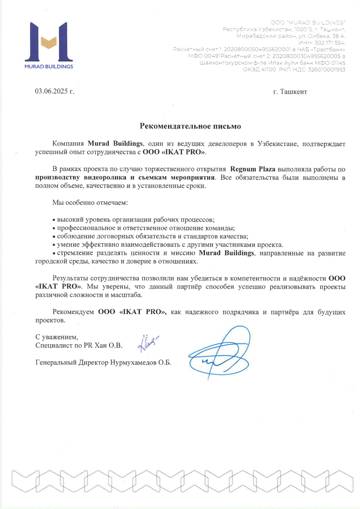 MURAD BUILDINGS
ООО "MURAD BUILDINGS"
Республика Узбекистан, 100015, г. Ташкент,
Мирабадский район, ул. Ойбека, 38 А.
03.06.2025 г.
г. Ташкент
Рекомендательное письмо
Компания Murad Buildings, один из ведущих девелоперов в Узбекистане, подтверждает
успешный опыт сотрудничества с ООО «IKAT PRO».
В рамках проекта по случаю торжественного открытия Regnum Plaza выполняла работы по
производству видеоролика и съемкам мероприятия. Все обязательства были выполнены в
полном объеме, качественно и в установленные сроки.
Мы особенно отмечаем:
• высокий уровень организации рабочих процессов;
• профессиональное и ответственное отношение команды;
• соблюдение договорных обязательств и стандартов качества;
• умение эффективно взаимодействовать с другими участниками проекта.
• стремление разделять ценности и миссию Murad Buildings, направленные на развитие
городской среды, качество и доверие в отношениях.
Результаты сотрудничества позволили нам убедиться в компетентности и надёжности ООО
«IKAT PRO». Мы уверены, что данный партнёр способен успешно реализовывать проекты
различной сложности и масштаба.
Рекомендуем ООО «IKAT PRO», как надежного подрядчика и партнёра для будущих
проектов.
С уважением,
Специалист по PR Хан О.В.
Генеральный Директор Нурмухамедов О.Б.